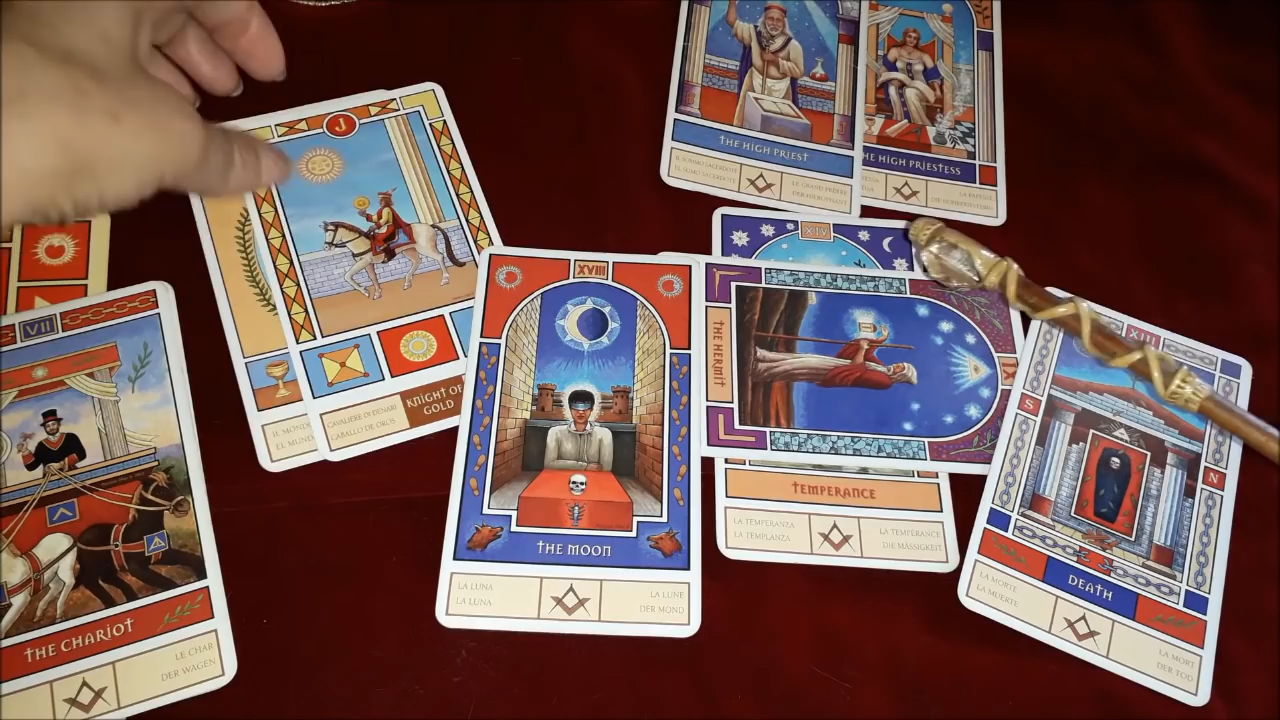 THE HIGH PRIEST
IL SOMMO SACERDOTE
EL SUMO SACERDOTE
LE GRAND PRÊTRE
DER HIEROPHANT
THE HIGH PRIESTESS
LA PAPESSE
DIE HOHEPRIESTERIN
J
IL MONDO
EL MUNDO
KNIGHT OF
GOLD
CAVALIERE DI DENARI
CABALLO DE OROS
VII
THE CHARIOT
LE CHAR
DER WAGEN
XVIII
THE MOON
LA LUNA
LA LUNA
LA LUNE
DER MOND
XIV
THE HERMIT
IX
TEMPERANCE
LA TEMPERANZA
LA TEMPLANZA
LA TEMPÉRANCE
DIE MÄSSIGKEIT
XIII
S
N
DEATH
LA MORTE
LA MUERTE
LA MORT
DER TOD